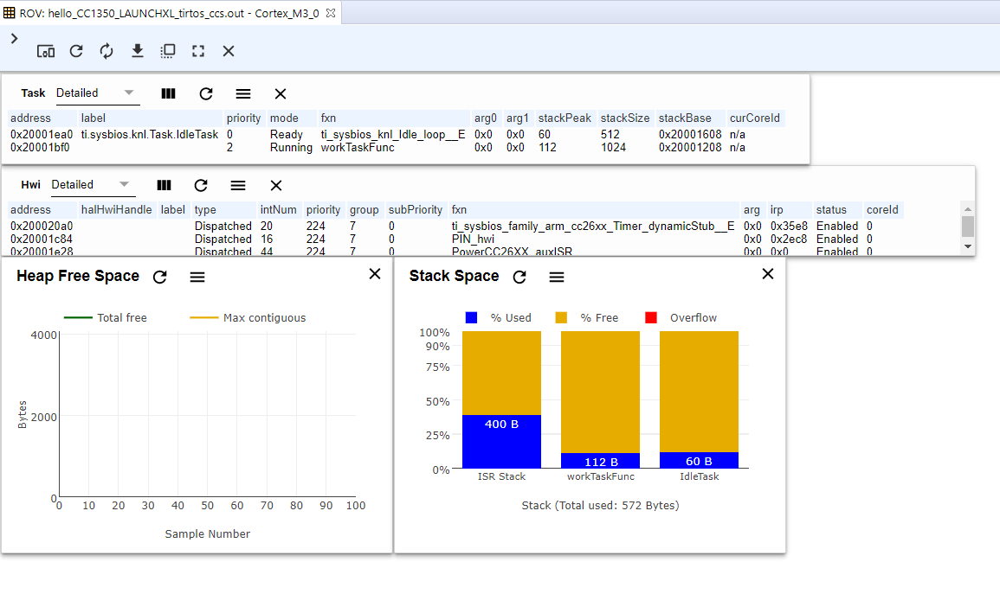 ROV: hello_CC1350_LAUNCHXL_tirtos_ccs.out - Cortex_M3_0
Task Detailed
address label priority mode fxn arg0 arg1 stackPeak stackSize stackBase curCoreId
0x20001ea0 ti.sysbios.knl.Task.IdleTask 0 Ready ti_sysbios_knl_Idle_loop__E 0x0 0x0 60 512 0x20001608 n/a
0x20001bf0 2 Running workTaskFunc 0x0 0x0 112 1024 0x20001208 n/a
Hwi Detailed
address halHwiHandle label type intNum priority group subPriority fxn arg irp status coreId
0x200020a0 Dispatched 20 224 7 0 ti_sysbios_family_arm_cc26xx_Timer_dynamicStub__E 0x0 0x35e8 Enabled 0
0x20001c84 Dispatched 16 224 7 0 PIN_hwi 0x0 0x2ec8 Enabled 0
0x20001e28 Dispatched 44 224 7 0 PowerCC26XX_auxISR 0x0 0x0 Enabled 0
Heap Free Space
Total free Max contiguous
4000
2000
0
Bytes
0 10 20 30 40 50 60 70 80 90 100
Sample Number
Stack Space
% Used % Free Overflow
100%
90%
75%
50%
25%
0%
400 B 112 B 60 B
ISR Stack workTaskFunc IdleTask
Stack (Total used: 572 Bytes)